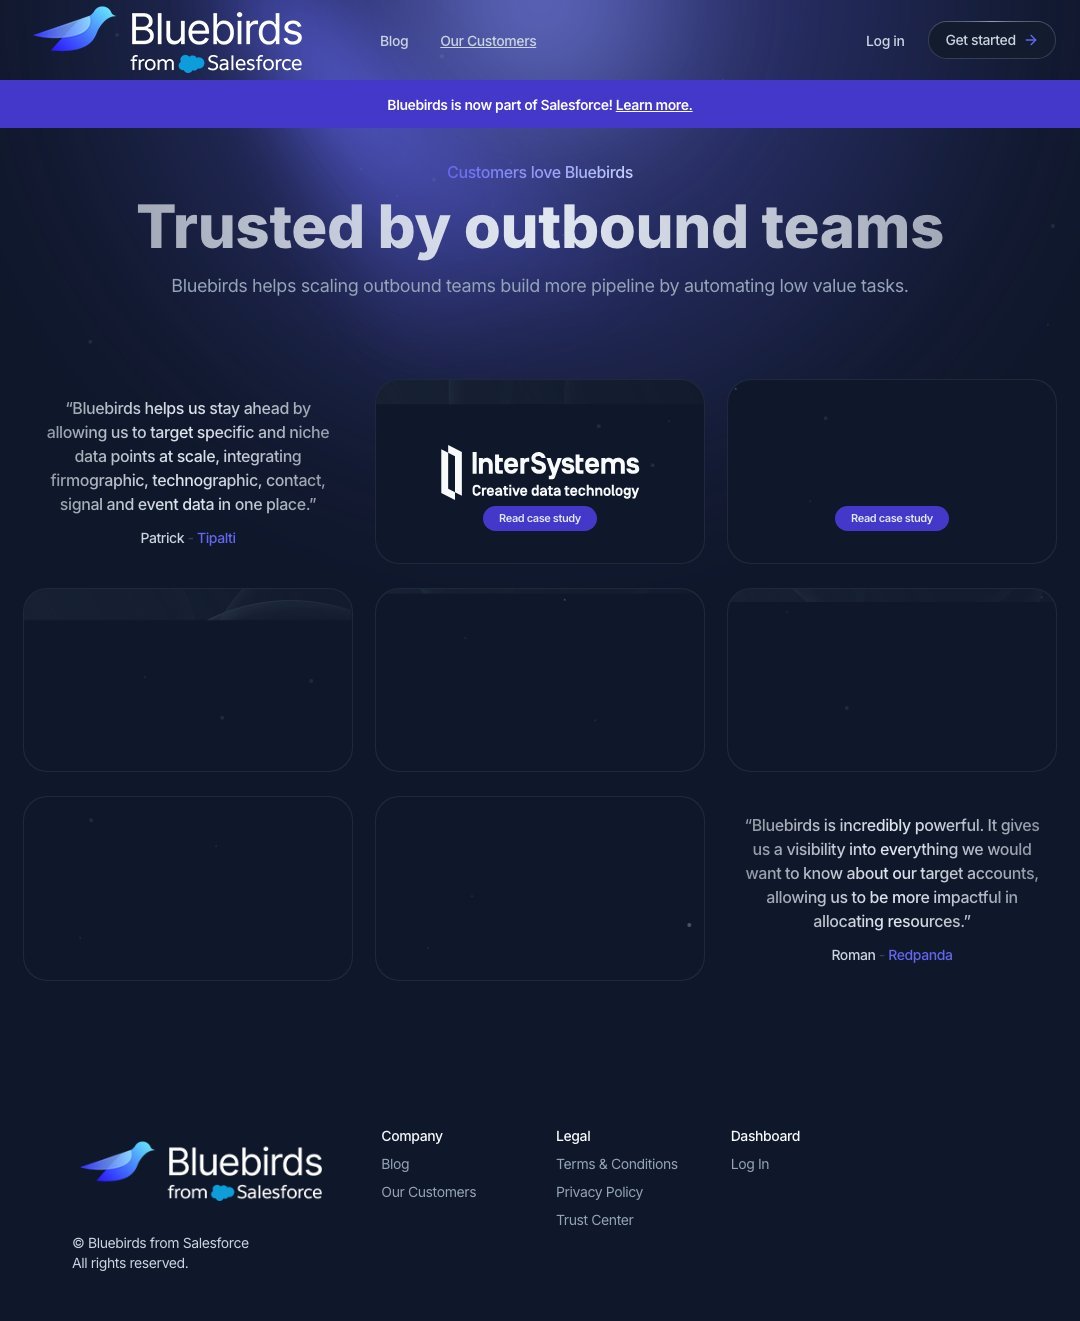 Bluebirds
from Salesforce
Blog
Our Customers
Log in
Get started
Bluebirds is now part of Salesforce! Learn more.
Customers love Bluebirds
Trusted by outbound teams
Bluebirds helps scaling outbound teams build more pipeline by automating low value tasks.
“Bluebirds helps us stay ahead by
allowing us to target specific and niche
data points at scale, integrating
firmographic, technographic, contact,
signal and event data in one place.”
Patrick - Tipalti
InterSystems
Creative data technology
Read case study
Read case study
“Bluebirds is incredibly powerful. It gives
us a visibility into everything we would
want to know about our target accounts,
allowing us to be more impactful in
allocating resources.”
Roman - Redpanda
Bluebirds
from Salesforce
© Bluebirds from Salesforce
All rights reserved.
Company
Blog
Our Customers
Legal
Terms & Conditions
Privacy Policy
Trust Center
Dashboard
Log In